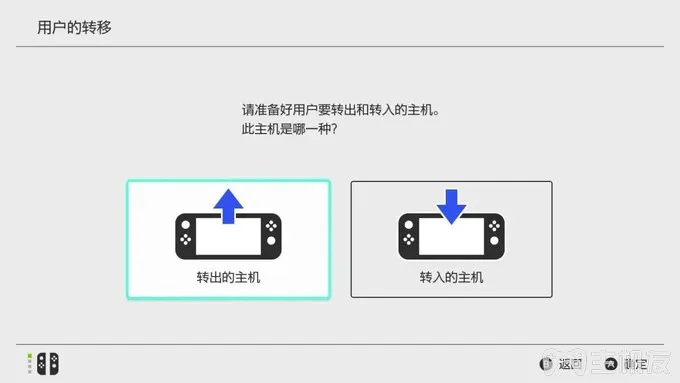 用户的转移
请准备好用户要转出和转入的主机。
此主机是哪一种？
转出的主机
转入的主机
B 返回 A 确定